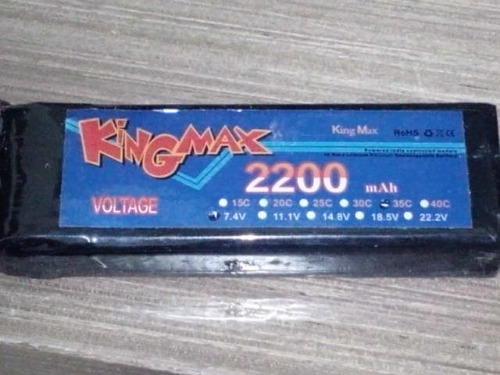 KiNGMAX
King Max
RoHS
2200 mAh
VOLTAGE
15C 20C 25C 30C 35C 40C
7.4V 11.1V 14.8V 18.5V 22.2V